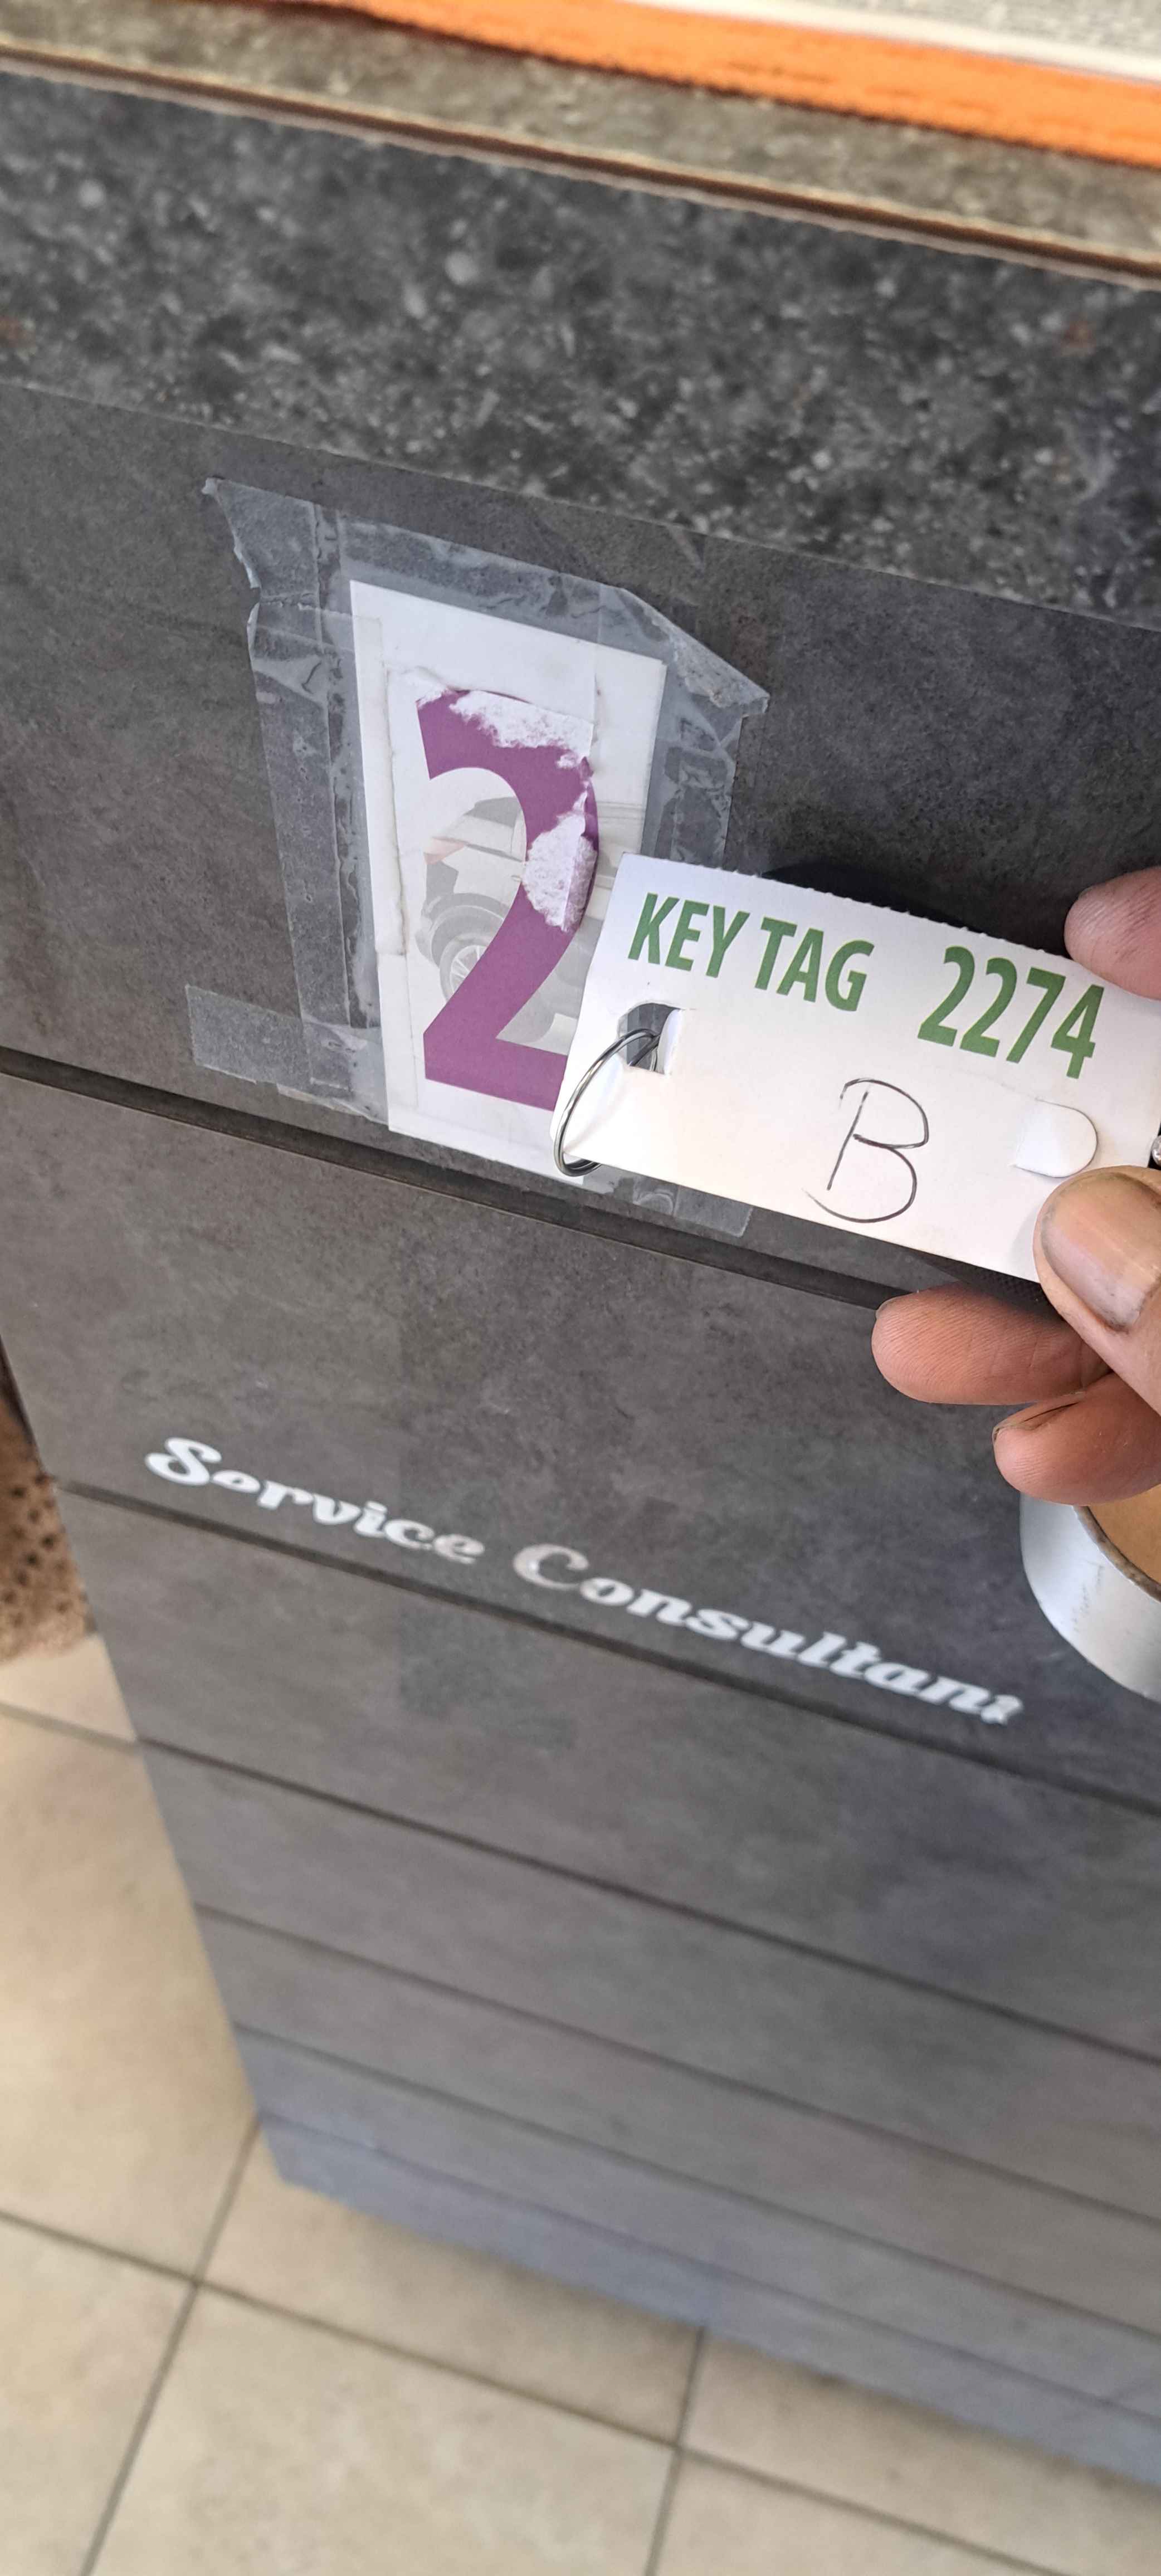 2
KEY TAG 2274
B
Service Consultant